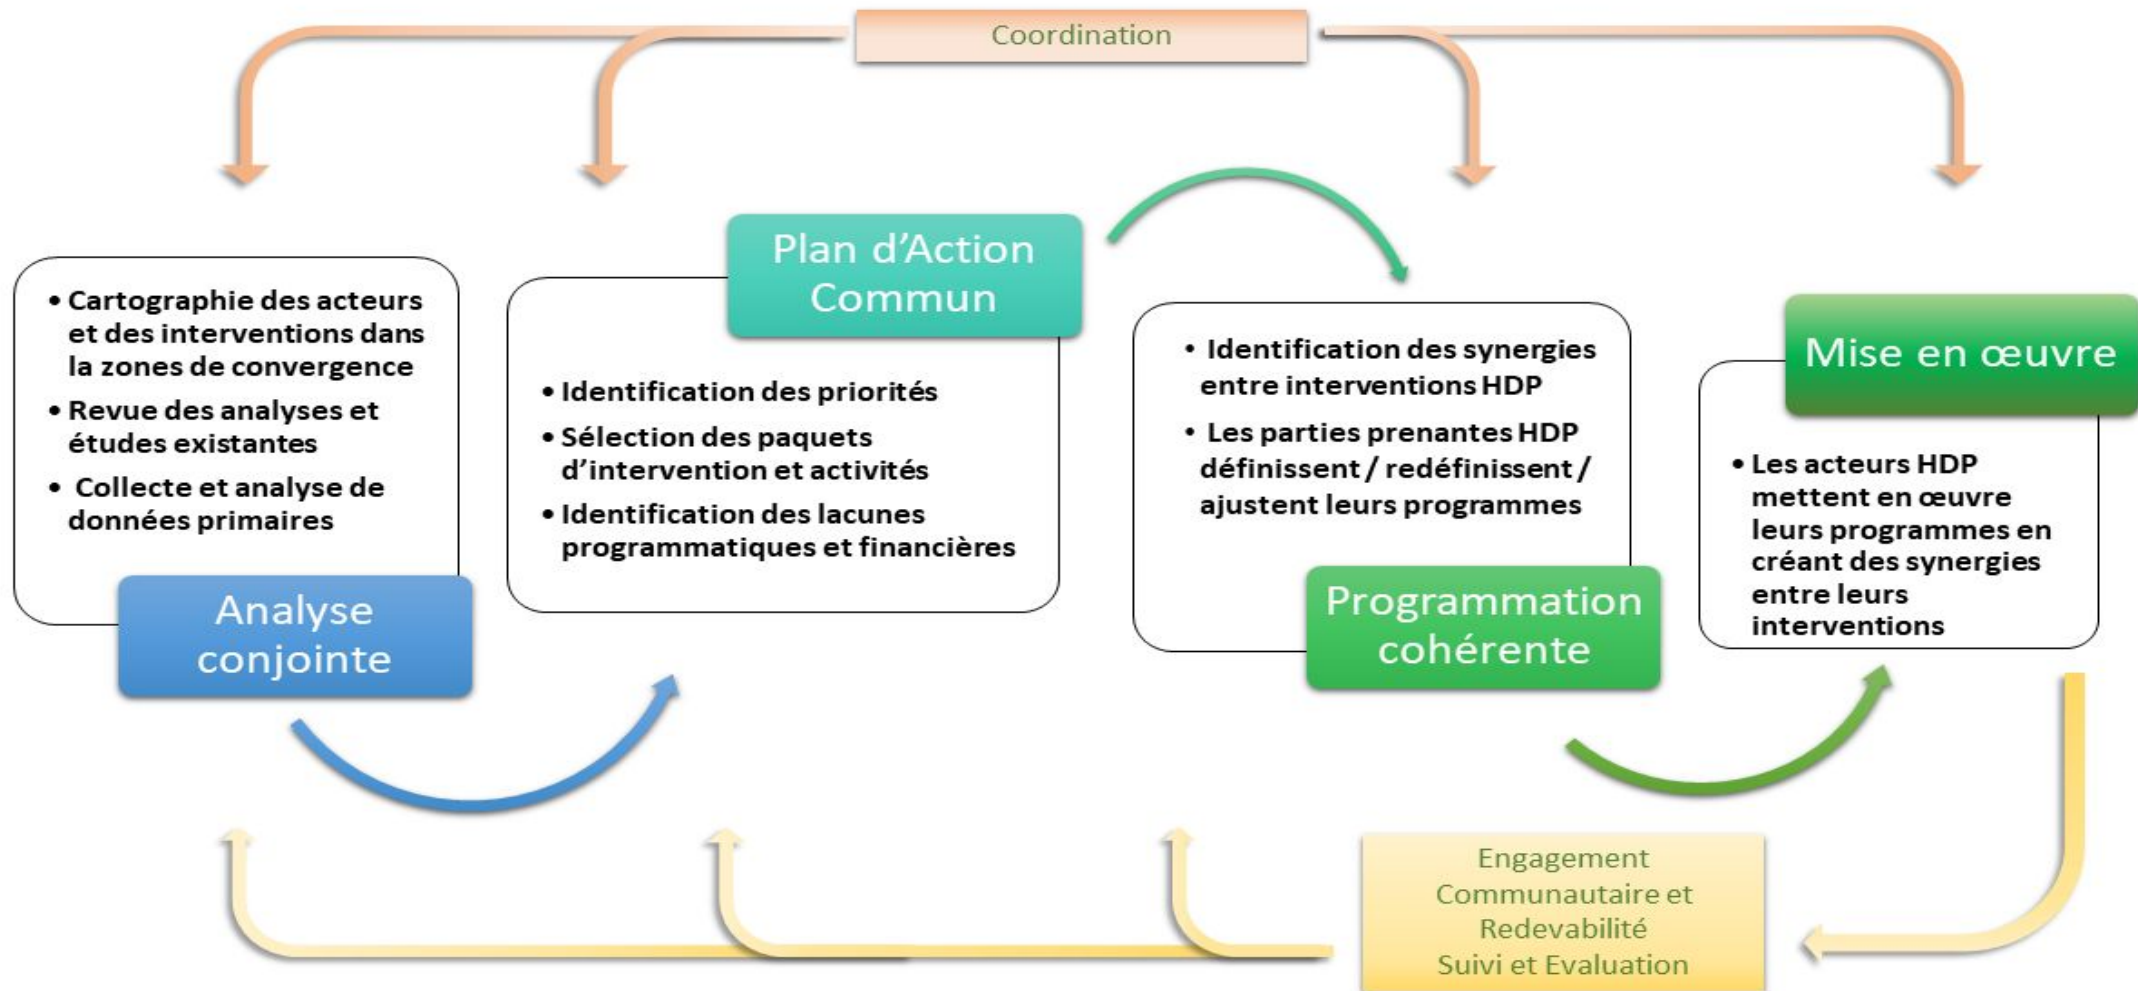 Coordination
• Cartographie des acteurs
et des interventions dans
la zones de convergence
• Revue des analyses et
études existantes
• Collecte et analyse de
données primaires
Analyse
conjointe
Plan d’Action
Commun
• Identification des priorités
• Sélection des paquets
d’intervention et activités
• Identification des lacunes
programmatiques et financières
• Identification des synergies
entre interventions HDP
• Les parties prenantes HDP
définissent / redéfinissent /
ajustent leurs programmes
Programmation
cohérente
Mise en œuvre
• Les acteurs HDP
mettent en œuvre
leurs programmes en
créant des synergies
entre leurs
interventions
Engagement
Communautaire et
Redevabilité
Suivi et Evaluation